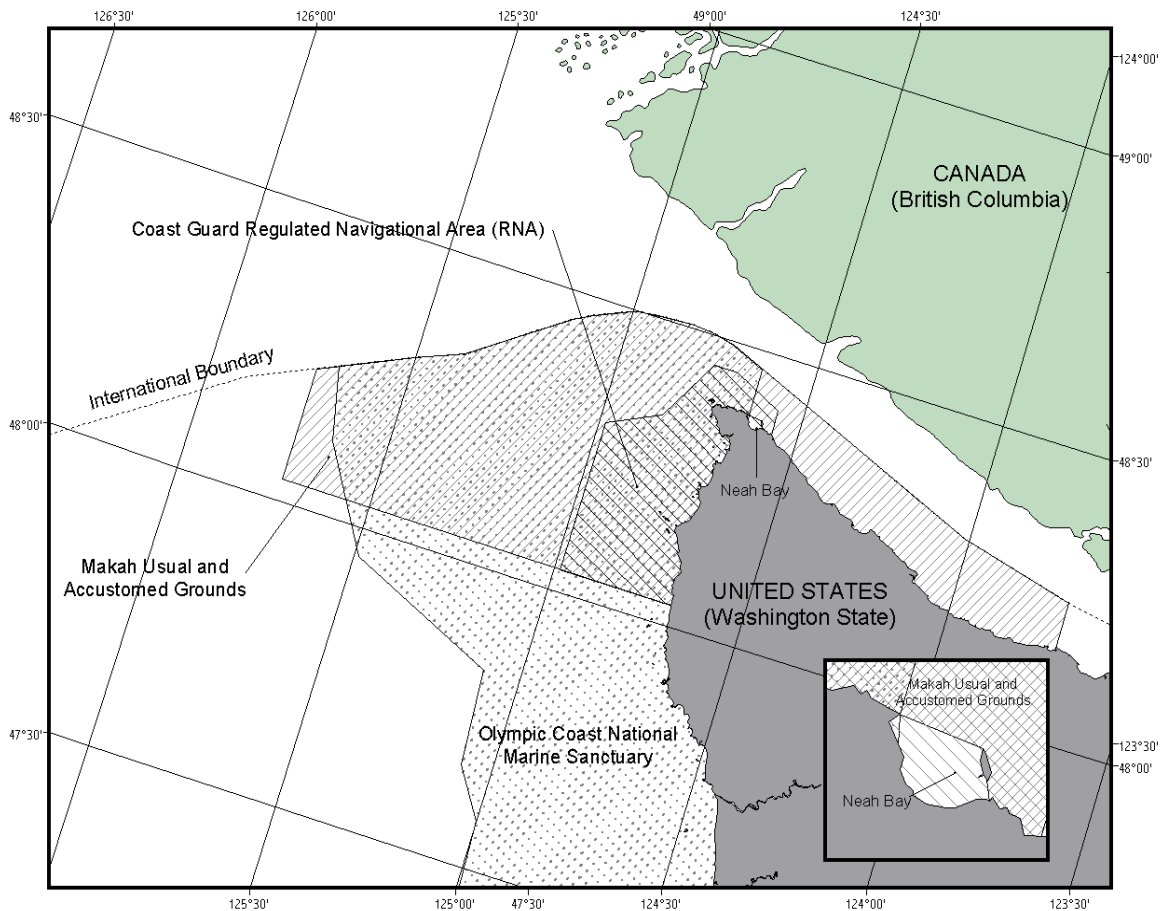 126°30'
126°00'
125°30'
49°00'
124°30'
124°00'
48°30'
49°00'
CANADA
(British Columbia)
Coast Guard Regulated Navigational Area (RNA)
International Boundary
48°00'
48°30'
Neah Bay
Makah Usual and
Accustomed Grounds
UNITED STATES
(Washington State)
Makah Usual and
Accustomed Grounds
Olympic Coast National
Marine Sanctuary
47°30'
123°30'
48°00'
Neah Bay
125°30'
125°00'
47°30'
124°30'
124°00'
123°30'